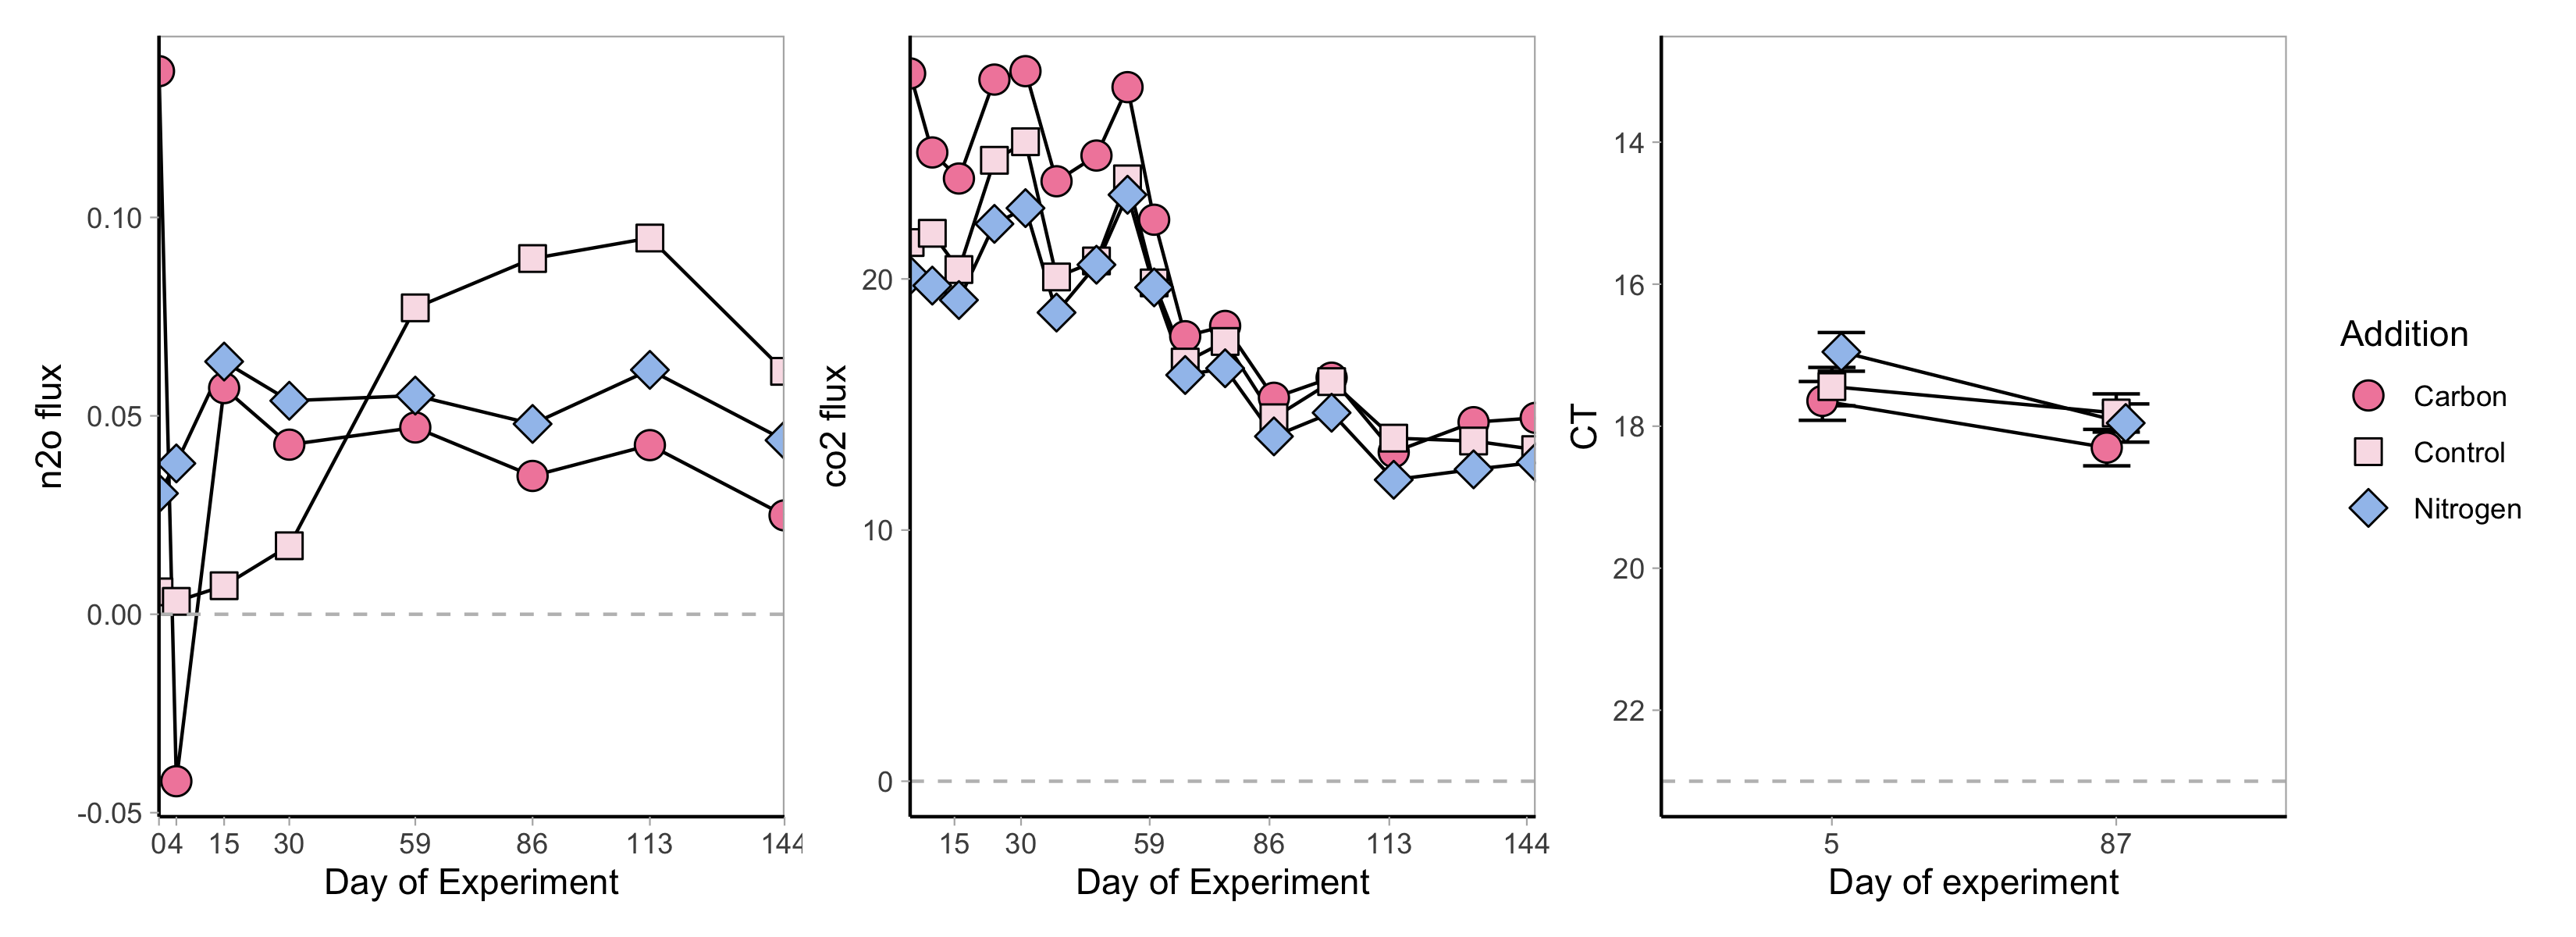 n2o flux
0.10
0.05
0.00
-0.05
04 15 30 59 86 113 144
Day of Experiment
co2 flux
20
10
0
15 30 59 86 113 144
Day of Experiment
CT
14
16
18
20
22
5 87
Day of experiment
Addition
Carbon
Control
Nitrogen